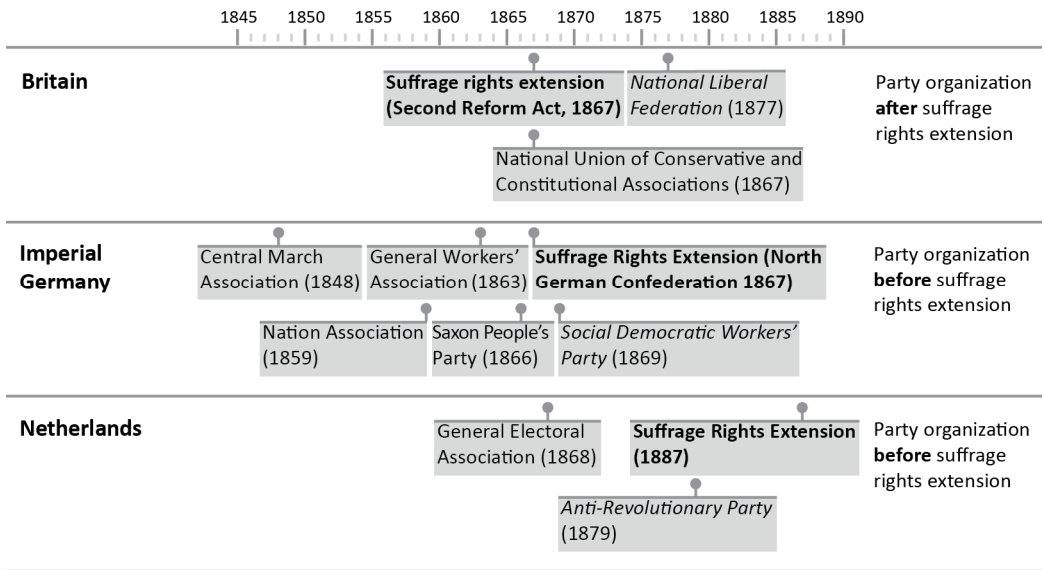 1845 1850 1855 1860 1865 1870 1875 1880 1885 1890
Britain
Suffrage rights extension
(Second Reform Act, 1867)
National Liberal
Federation (1877)
National Union of Conservative and
Constitutional Associations (1867)
Party organization
after suffrage
rights extension
Imperial
Germany
Central March
Association (1848)
General Workers’
Association (1863)
Suffrage Rights Extension (North
German Confederation 1867)
Nation Association
(1859)
Saxon People’s
Party (1866)
Social Democratic Workers’
Party (1869)
Party organization
before suffrage
rights extension
Netherlands
General Electoral
Association (1868)
Suffrage Rights Extension
(1887)
Anti-Revolutionary Party
(1879)
Party organization
before suffrage
rights extension